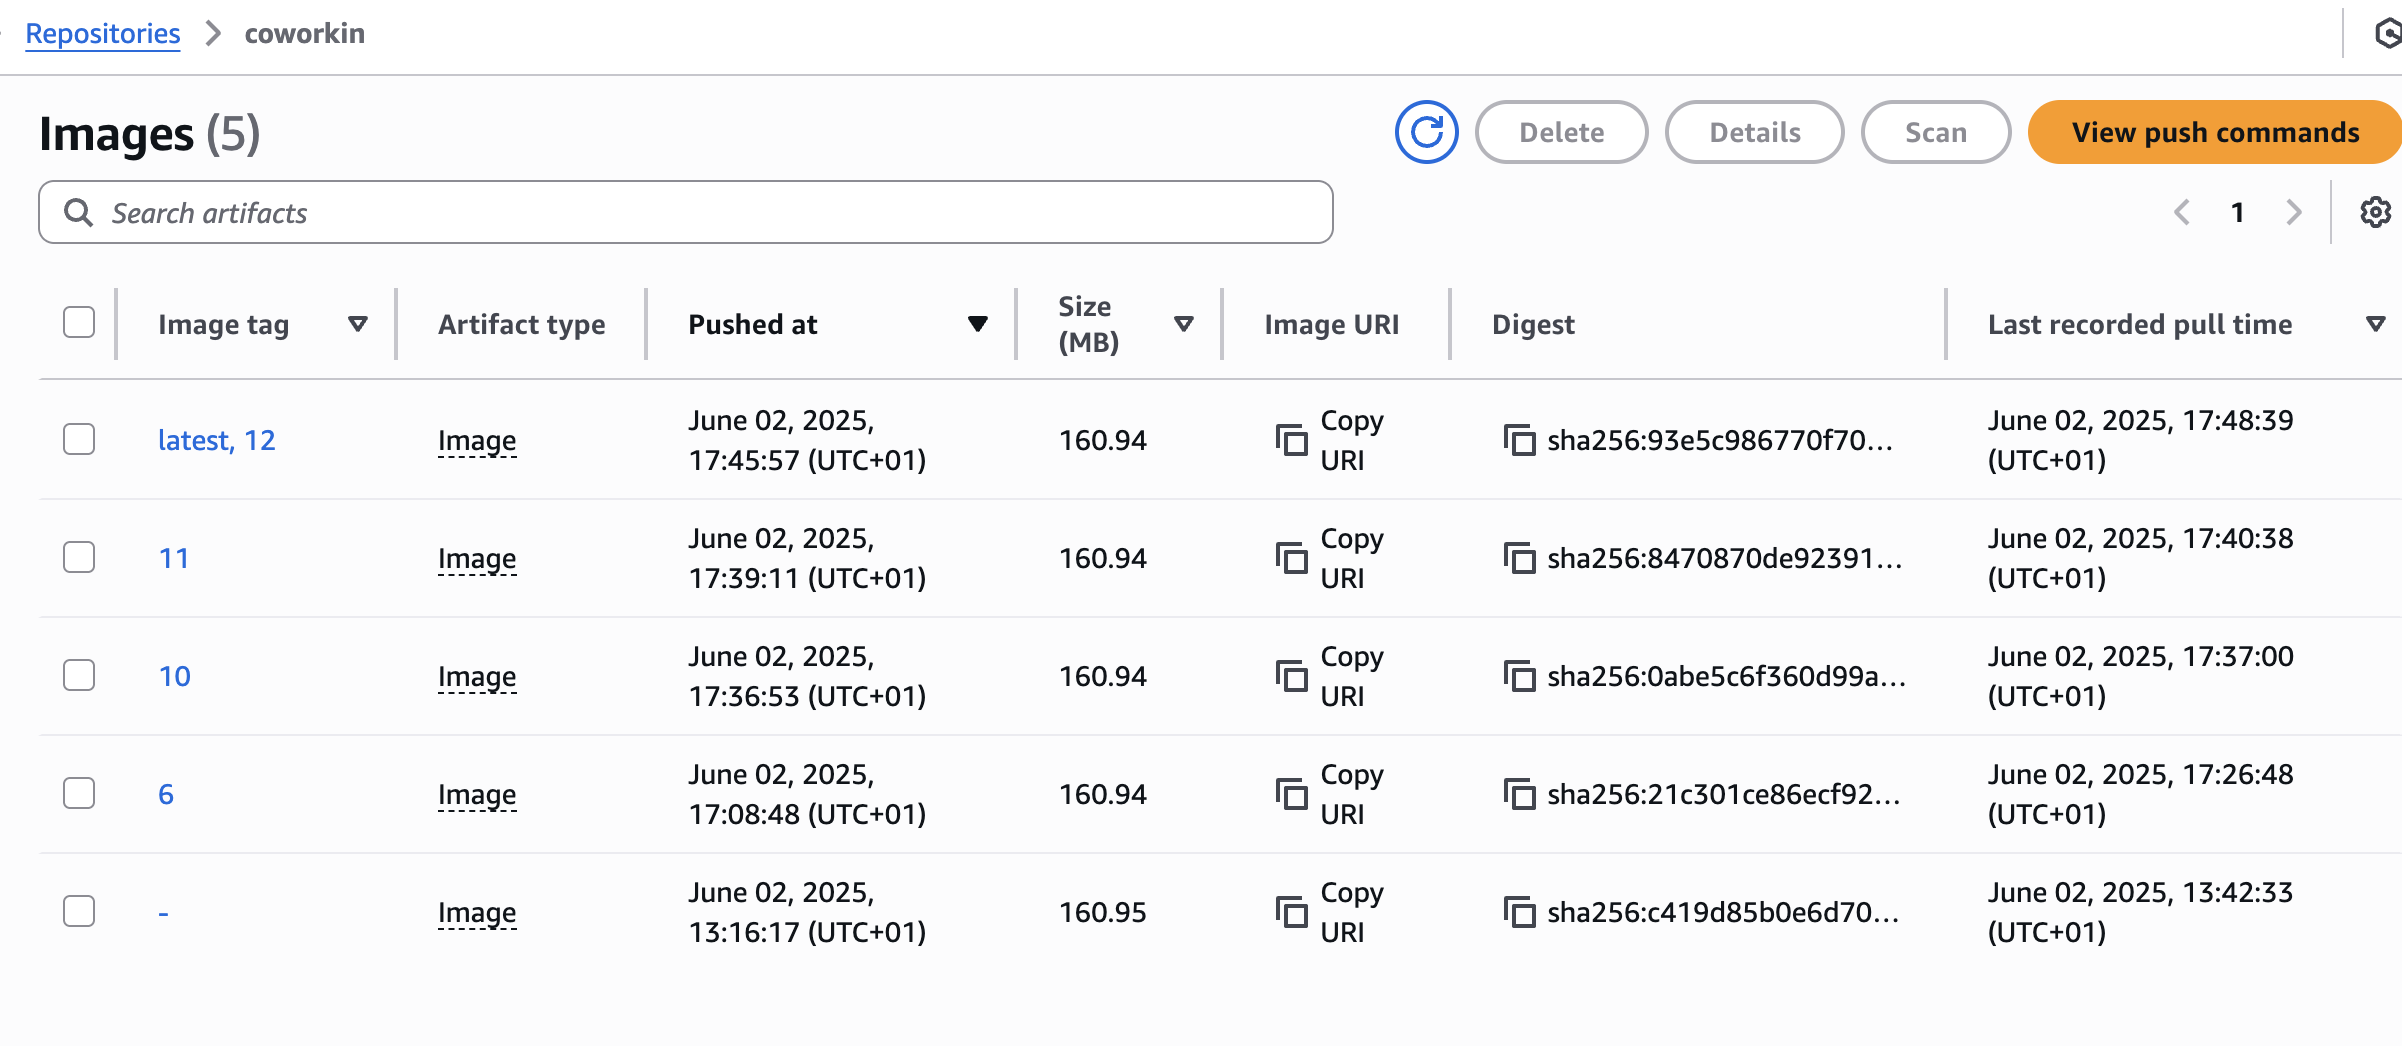 Repositories > coworkin
Images (5)
Delete
Details
Scan
View push commands
Search artifacts
1
Image tag
Artifact type
Pushed at
Size
(MB)
Image URI
Digest
Last recorded pull time
latest, 12
Image
June 02, 2025,
17:45:57 (UTC+01)
160.94
Copy
URI
sha256:93e5c986770f70...
June 02, 2025, 17:48:39
(UTC+01)
11
Image
June 02, 2025,
17:39:11 (UTC+01)
160.94
Copy
URI
sha256:8470870de92391...
June 02, 2025, 17:40:38
(UTC+01)
10
Image
June 02, 2025,
17:36:53 (UTC+01)
160.94
Copy
URI
sha256:0abe5c6f360d99a...
June 02, 2025, 17:37:00
(UTC+01)
6
Image
June 02, 2025,
17:08:48 (UTC+01)
160.94
Copy
URI
sha256:21c301ce86ecf92...
June 02, 2025, 17:26:48
(UTC+01)
-
Image
June 02, 2025,
13:16:17 (UTC+01)
160.95
Copy
URI
sha256:c419d85b0e6d70...
June 02, 2025, 13:42:33
(UTC+01)